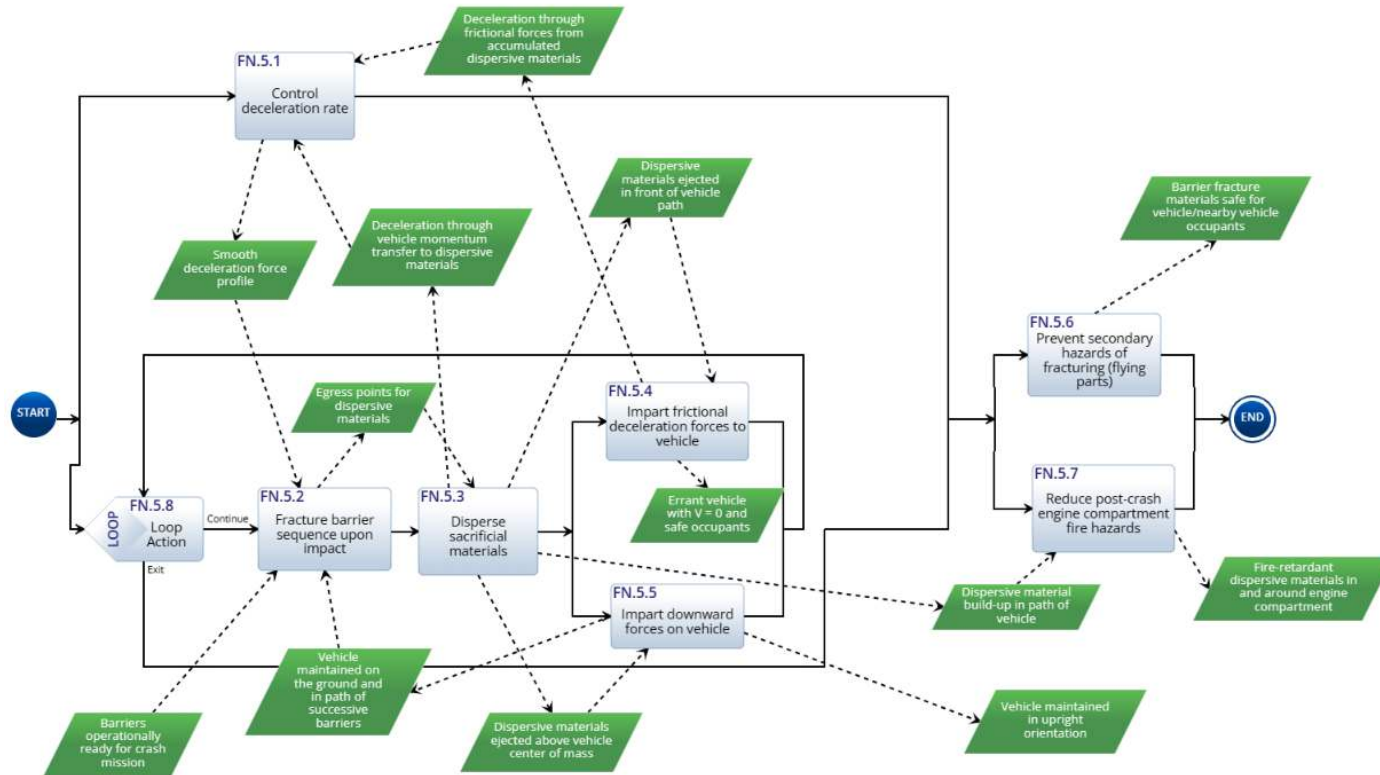 Deceleration through
frictional forces from
accumulated
dispersive materials
FN.5.1
Control
deceleration rate
Dispersive
materials ejected in
front of vehicle
path
Barrier fracture
materials safe for
vehicle/nearby vehicle
occupants
Smooth
deceleration force
profile
Deceleration through
vehicle momentum
transfer to dispersive
materials
FN.5.6
Prevent secondary
hazards of
fracturing (flying
parts)
START
Egress points for
dispersive
materials
FN.5.4
Impart frictional
deceleration forces to
vehicle
END
LOOP
FN.5.8
Loop
Action
Continue
Exit
FN.5.2
Fracture barrier
sequence upon
impact
FN.5.3
Disperse
sacrificial
materials
Errant vehicle
with V = 0 and
safe occupants
FN.5.7
Reduce post-crash
engine compartment
fire hazards
FN.5.5
Impart downward
forces on vehicle
Dispersive material
build-up in path of
vehicle
Fire-retardant
dispersive materials in
and around engine
compartment
Vehicle
maintained on
the ground and
in path of
successive
barriers
Barriers
operationally
ready for crash
mission
Dispersive materials
ejected above vehicle
center of mass
Vehicle maintained
in upright
orientation